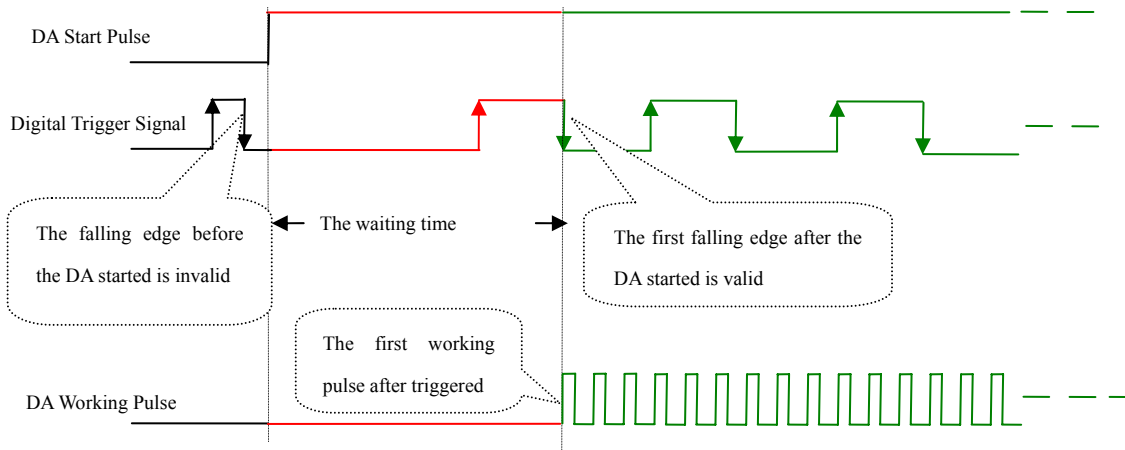 DA Start Pulse
Digital Trigger Signal
The falling edge before
the DA started is invalid
The waiting time
The first falling edge after the
DA started is valid
The first working
pulse after triggered
DA Working Pulse